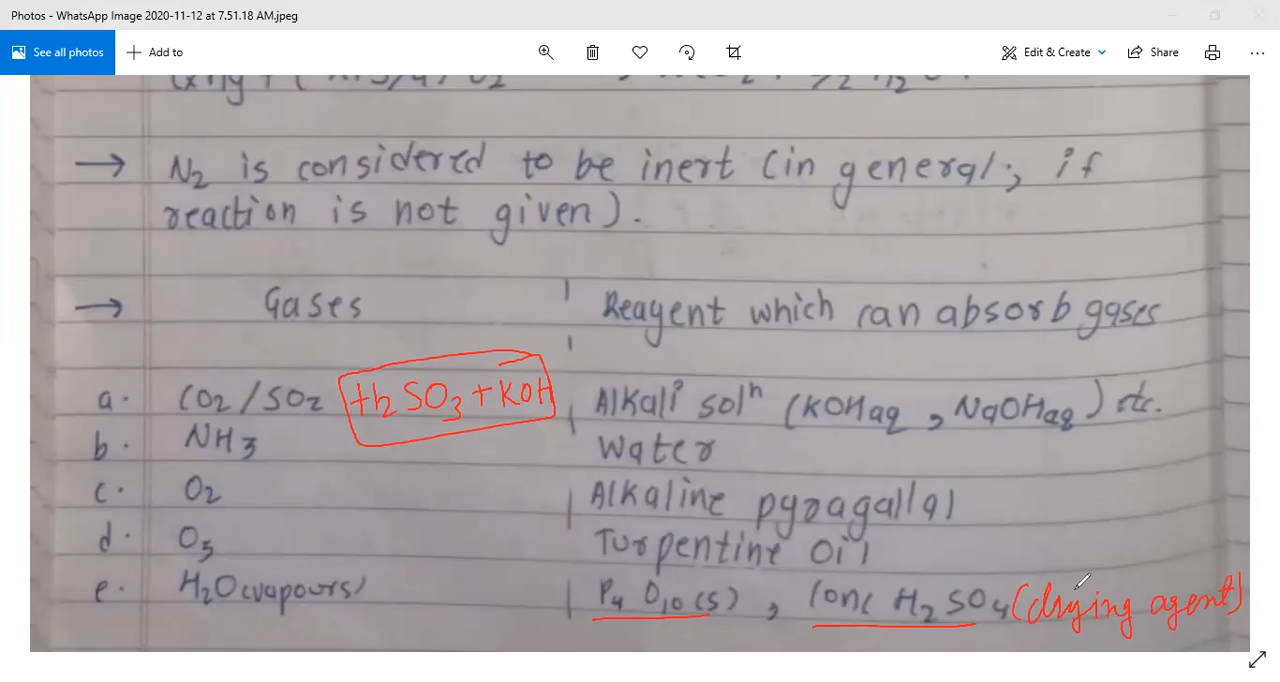 Photos - WhatsApp Image 2020-11-12 at 7.51.18 AM.jpeg
See all photos
Add to
Edit & Create
Share
→ N2 is considered to be inert (in general; if
reaction is not given).
→ Gases | Reagent which can absorb gases
a. CO2/SO2 H2SO3+KOH | Alkali solⁿ (KOHaq, NaOHaq) etc.
b. NH3 Water
c. O2 | Alkaline pyragallal
d. O3 Turpentine Oil
e. H2O(vapours) | P4O10(s), Conc H2SO4 (drying agent)